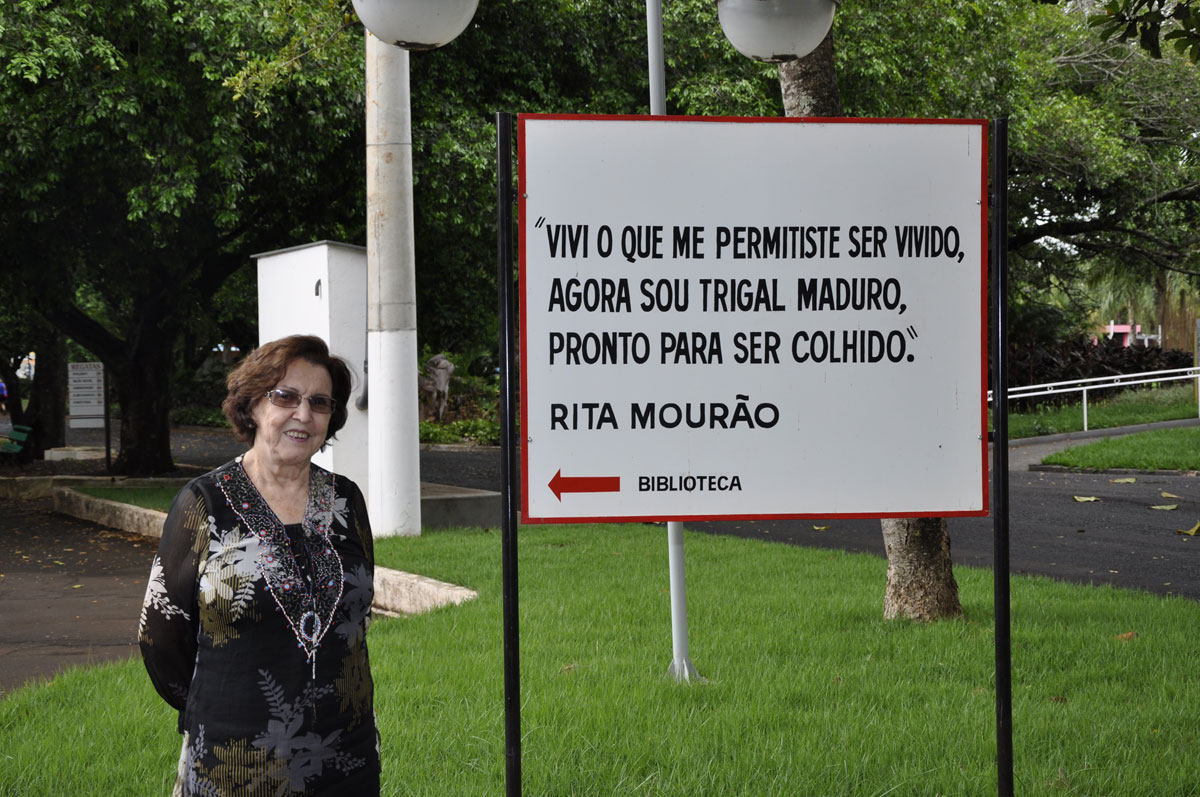 "VIVI O QUE ME PERMITISTE SER VIVIDO,
AGORA SOU TRIGAL MADURO,
PRONTO PARA SER COLHIDO."
RITA MOURÃO
BIBLIOTECA